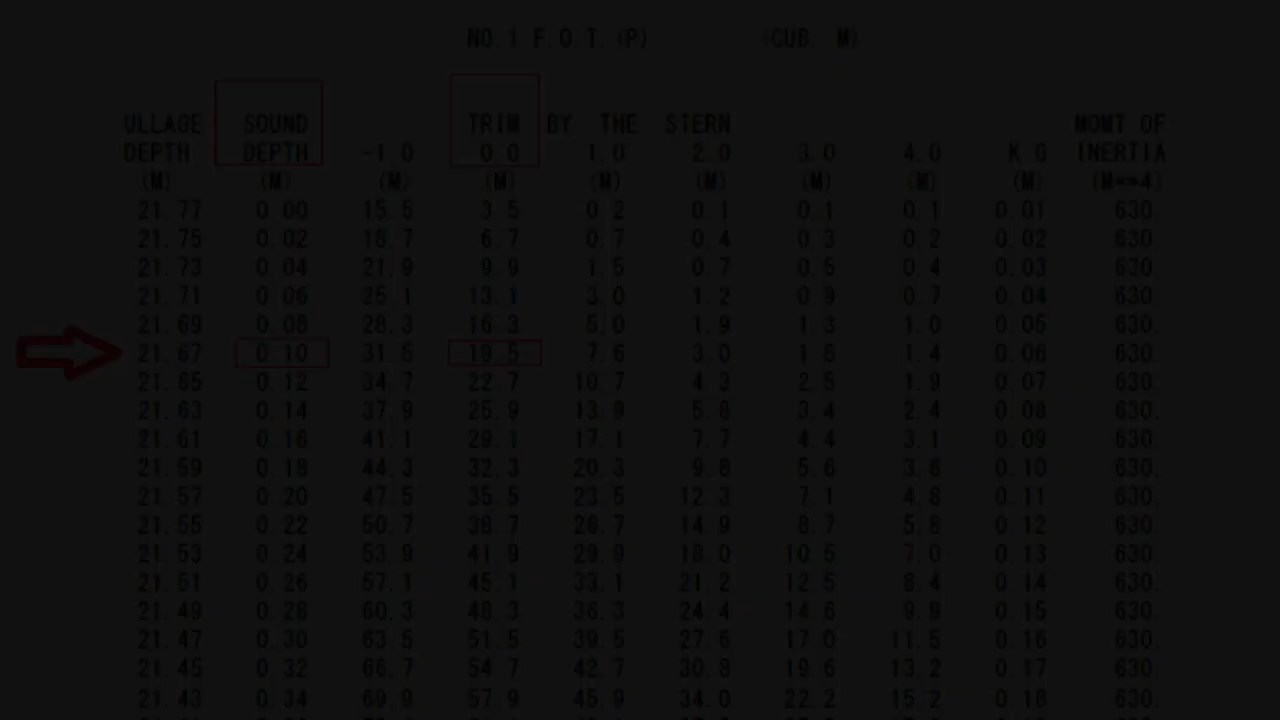 NO. 1 F. O. T. (P) (CUB. M)
ULLAGE SOUND TRIM BY THE STERN MOMT OF
DEPTH DEPTH -1.0 0.0 1.0 2.0 3.0 4.0 K G INERTIA
(M) (M) (M) (M) (M) (M) (M) (M) (M) (M**4)
21.77 0.00 15.5 3.5 0.2 0.1 0.1 0.1 0.01 630.
21.75 0.02 18.7 6.7 0.7 0.4 0.3 0.2 0.02 630.
21.73 0.04 21.9 9.9 1.5 0.7 0.5 0.4 0.03 630.
21.71 0.06 25.1 13.1 3.0 1.2 0.9 0.7 0.04 630.
21.69 0.08 28.3 16.3 5.0 1.9 1.3 1.0 0.05 630.
21.67 0.10 31.5 19.5 7.6 3.0 1.8 1.4 0.06 630.
21.65 0.12 34.7 22.7 10.7 4.3 2.5 1.9 0.07 630.
21.63 0.14 37.9 25.9 13.9 5.8 3.4 2.4 0.08 630.
21.61 0.16 41.1 29.1 17.1 7.7 4.4 3.1 0.09 630.
21.59 0.18 44.3 32.3 20.3 9.8 5.6 3.8 0.10 630.
21.57 0.20 47.5 35.5 23.5 12.3 7.1 4.8 0.11 630.
21.55 0.22 50.7 38.7 26.7 14.9 8.7 5.8 0.12 630.
21.53 0.24 53.9 41.9 29.9 18.0 10.5 7.0 0.13 630.
21.51 0.26 57.1 45.1 33.1 21.2 12.5 8.4 0.14 630.
21.49 0.28 60.3 48.3 36.3 24.4 14.6 9.9 0.15 630.
21.47 0.30 63.5 51.5 39.5 27.6 17.0 11.5 0.16 630.
21.45 0.32 66.7 54.7 42.7 30.8 19.6 13.2 0.17 630.
21.43 0.34 69.9 57.9 45.9 34.0 22.2 15.2 0.18 630.